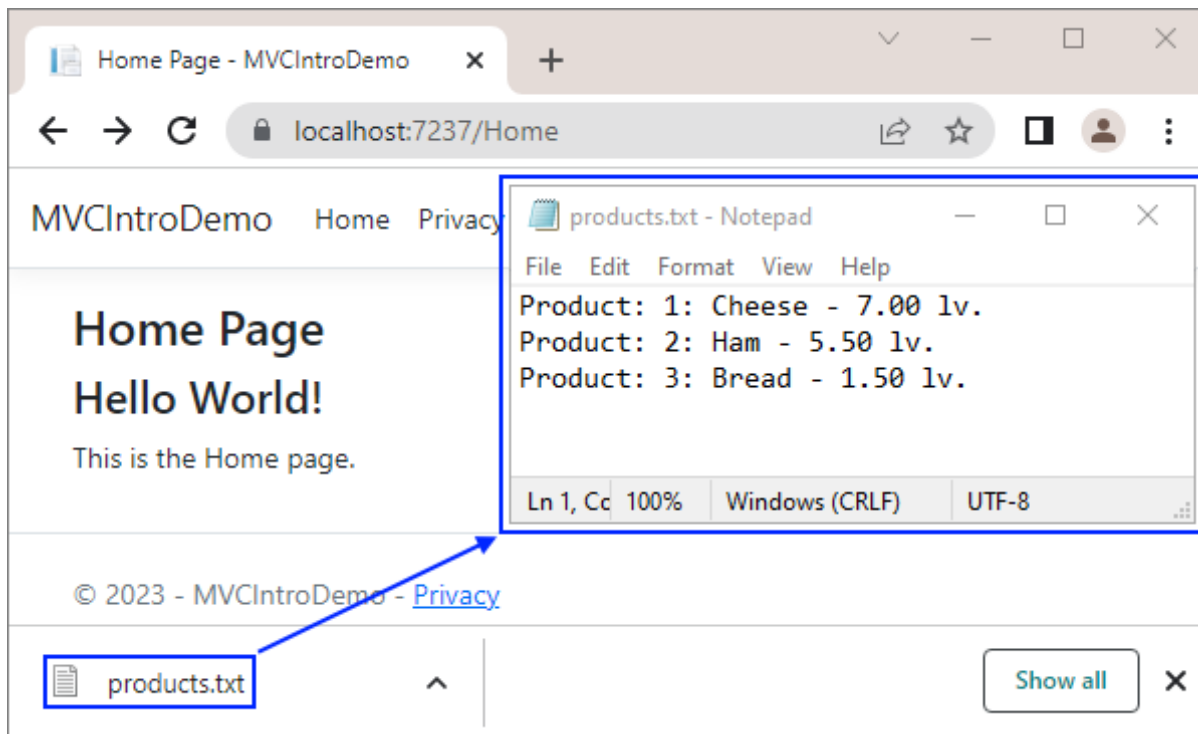 Home Page - MVCIntroDemo
localhost:7237/Home
MVCIntroDemo Home Privacy
products.txt - Notepad
File Edit Format View Help
Product: 1: Cheese - 7.00 lv.
Product: 2: Ham - 5.50 lv.
Product: 3: Bread - 1.50 lv.
Ln 1, Cc 100% Windows (CRLF) UTF-8
Home Page
Hello World!
This is the Home page.
© 2023 - MVCIntroDemo - Privacy
products.txt
Show all